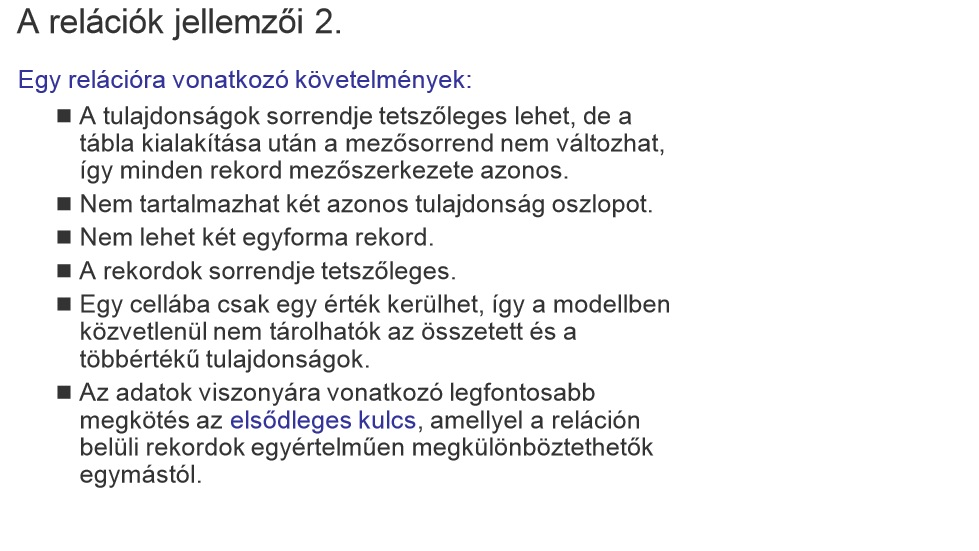 A relációk jellemzői 2.
Egy relációra vonatkozó követelmények:
■ A tulajdonságok sorrendje tetszőleges lehet, de a
tábla kialakítása után a mezősorrend nem változhat,
így minden rekord mezőszerkezete azonos.
■ Nem tartalmazhat két azonos tulajdonság oszlopot.
■ Nem lehet két egyforma rekord.
■ A rekordok sorrendje tetszőleges.
■ Egy cellába csak egy érték kerülhet, így a modellben
közvetlenül nem tárolhatók az összetett és a
többértékű tulajdonságok.
■ Az adatok viszonyára vonatkozó legfontosabb
megkötés az elsődleges kulcs, amellyel a reláción
belüli rekordok egyértelműen megkülönböztethetők
egymástól.